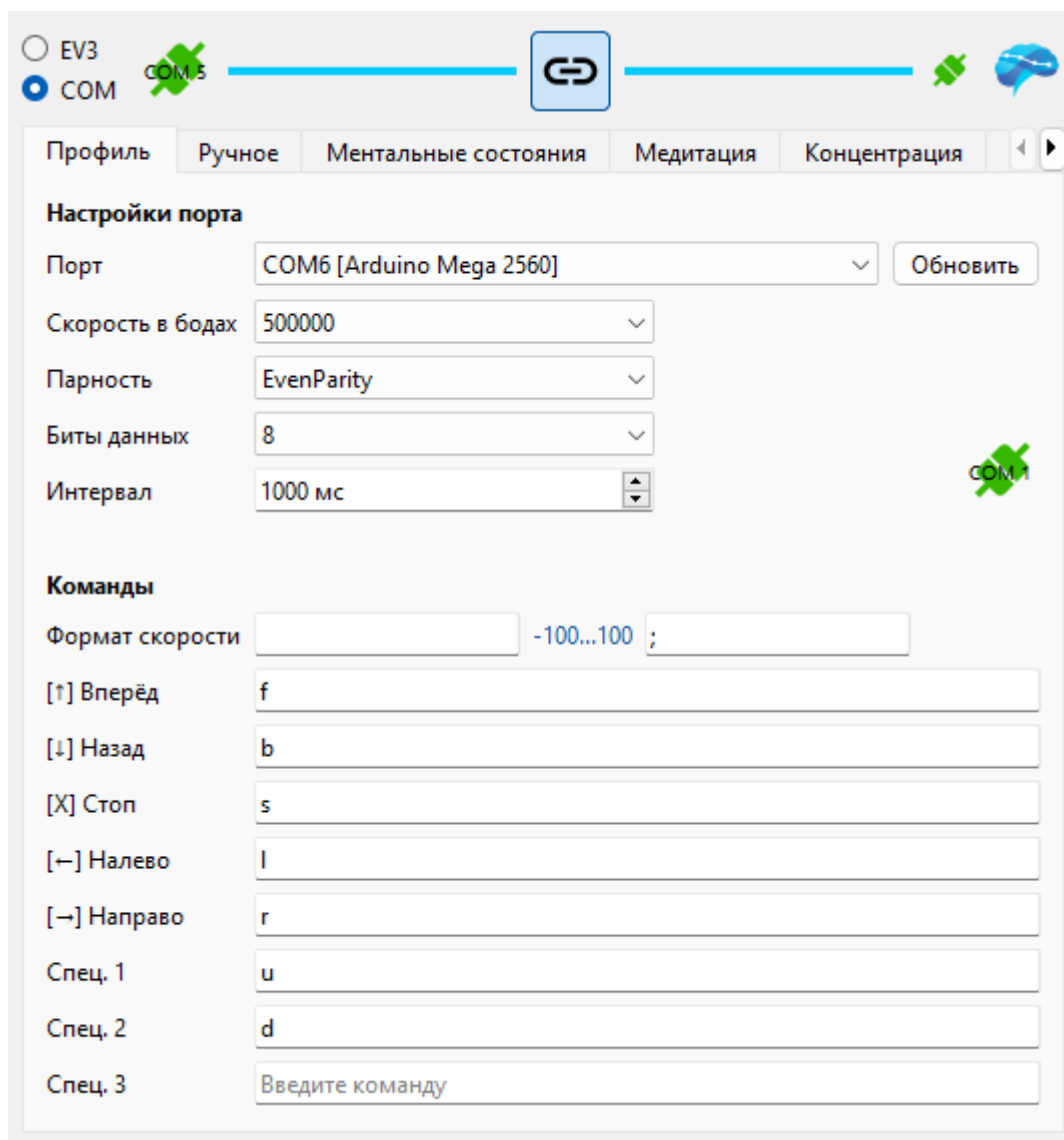 EV3
COM 5
COM
Профиль Ручное Ментальные состояния Медитация Концентрация
Настройки порта
Порт COM6 [Arduino Mega 2560] Обновить
Скорость в бодах 500000
Парность EvenParity
Биты данных 8
COM 1
Интервал 1000 мс
Команды
Формат скорости -100...100 ;
[↑] Вперёд f
[↓] Назад b
[X] Стоп s
[←] Налево l
[→] Направо r
Спец. 1 u
Спец. 2 d
Спец. 3 Введите команду